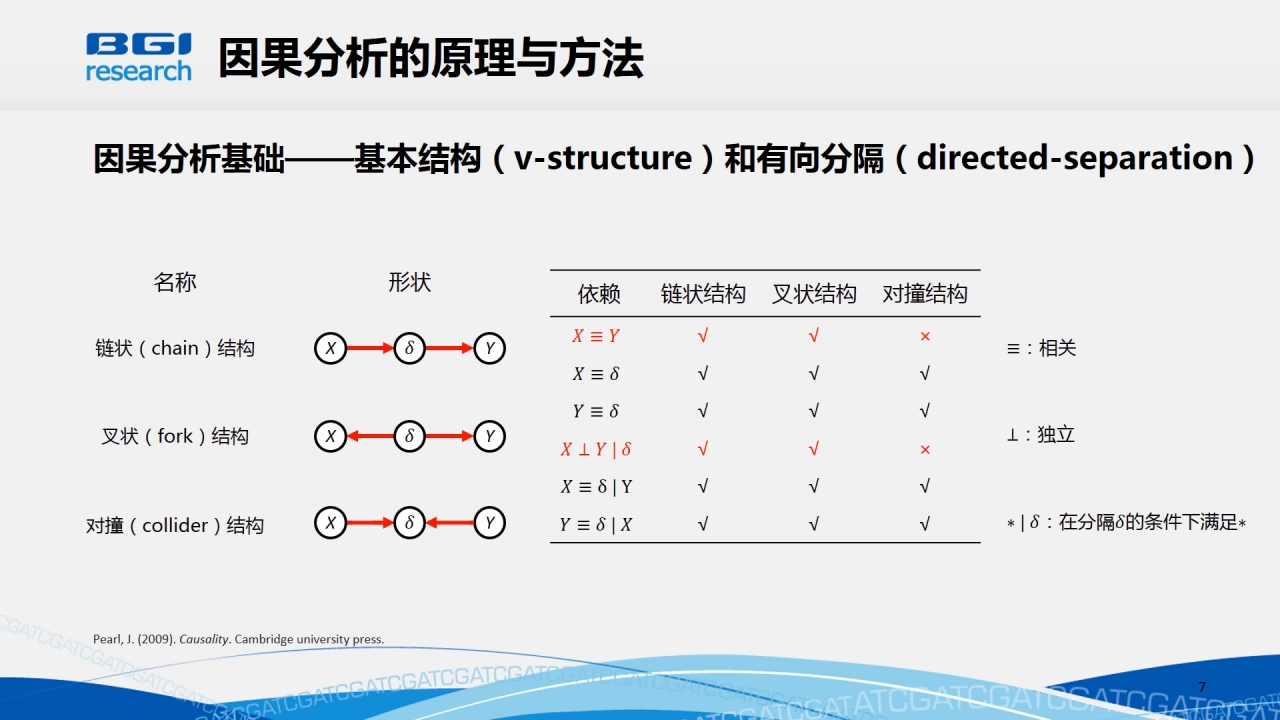 BGI
research
因果分析的原理与方法
因果分析基础——基本结构（v-structure）和有向分隔（directed-separation）
名称 形状
链状（chain）结构 X δ Y
叉状（fork）结构 X δ Y
对撞（collider）结构 X δ Y
依赖 链状结构 叉状结构 对撞结构
X ≡ Y √ √ ×
X ≡ δ √ √ √
Y ≡ δ √ √ √
X ⊥ Y | δ √ √ ×
X ≡ δ | Y √ √ √
Y ≡ δ | X √ √ √
≡：相关
⊥：独立
∗ | δ：在分隔δ的条件下满足∗
Pearl, J. (2009). Causality. Cambridge university press.
CGATCGATCGATCGATCGATCGATCGATCGATCGATCGATCGATCG
7